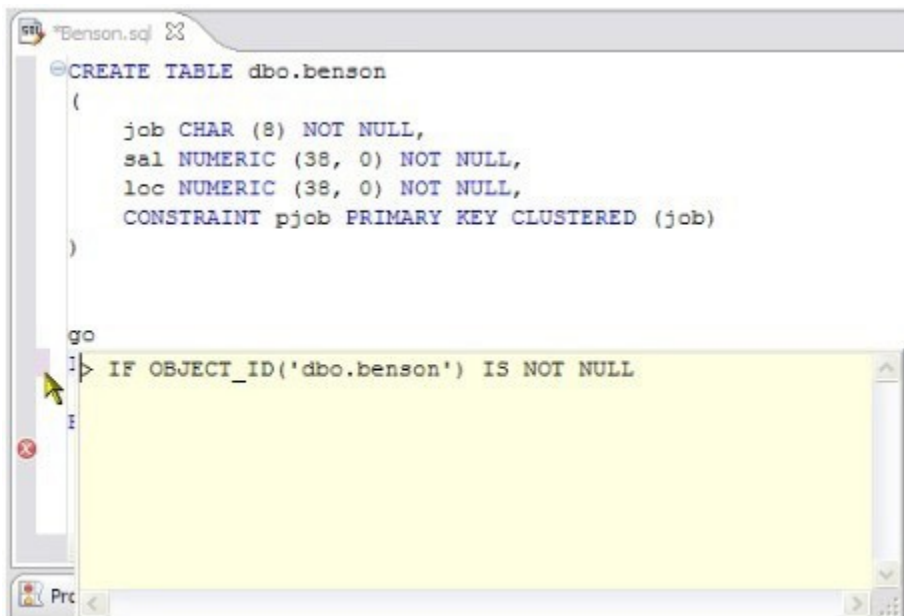 *Benson.sql
CREATE TABLE dbo.benson
(
job CHAR (8) NOT NULL,
sal NUMERIC (38, 0) NOT NULL,
loc NUMERIC (38, 0) NOT NULL,
CONSTRAINT pjob PRIMARY KEY CLUSTERED (job)
)
go
> IF OBJECT_ID('dbo.benson') IS NOT NULL